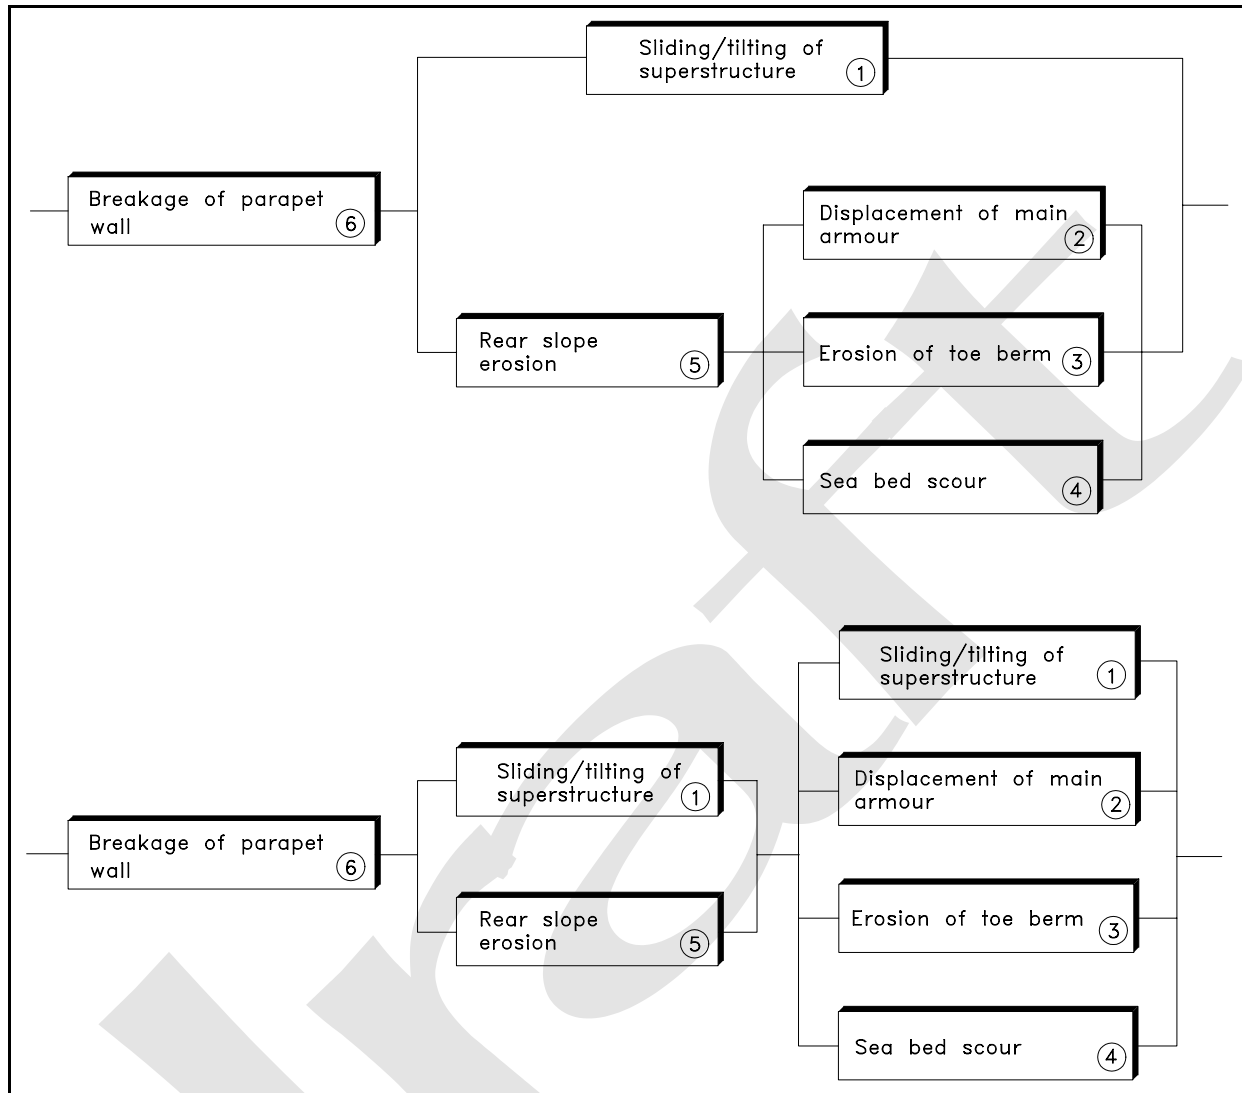 Sliding/tilting of
superstructure
1
Breakage of parapet
wall
6
Displacement of main
armour
2
Rear slope
erosion
5
Erosion of toe berm
3
Sea bed scour
4
Sliding/tilting of
superstructure
1
Sliding/tilting of
superstructure
1
Displacement of main
armour
2
Breakage of parapet
wall
6
Rear slope
erosion
5
Erosion of toe berm
3
Sea bed scour
4
raft